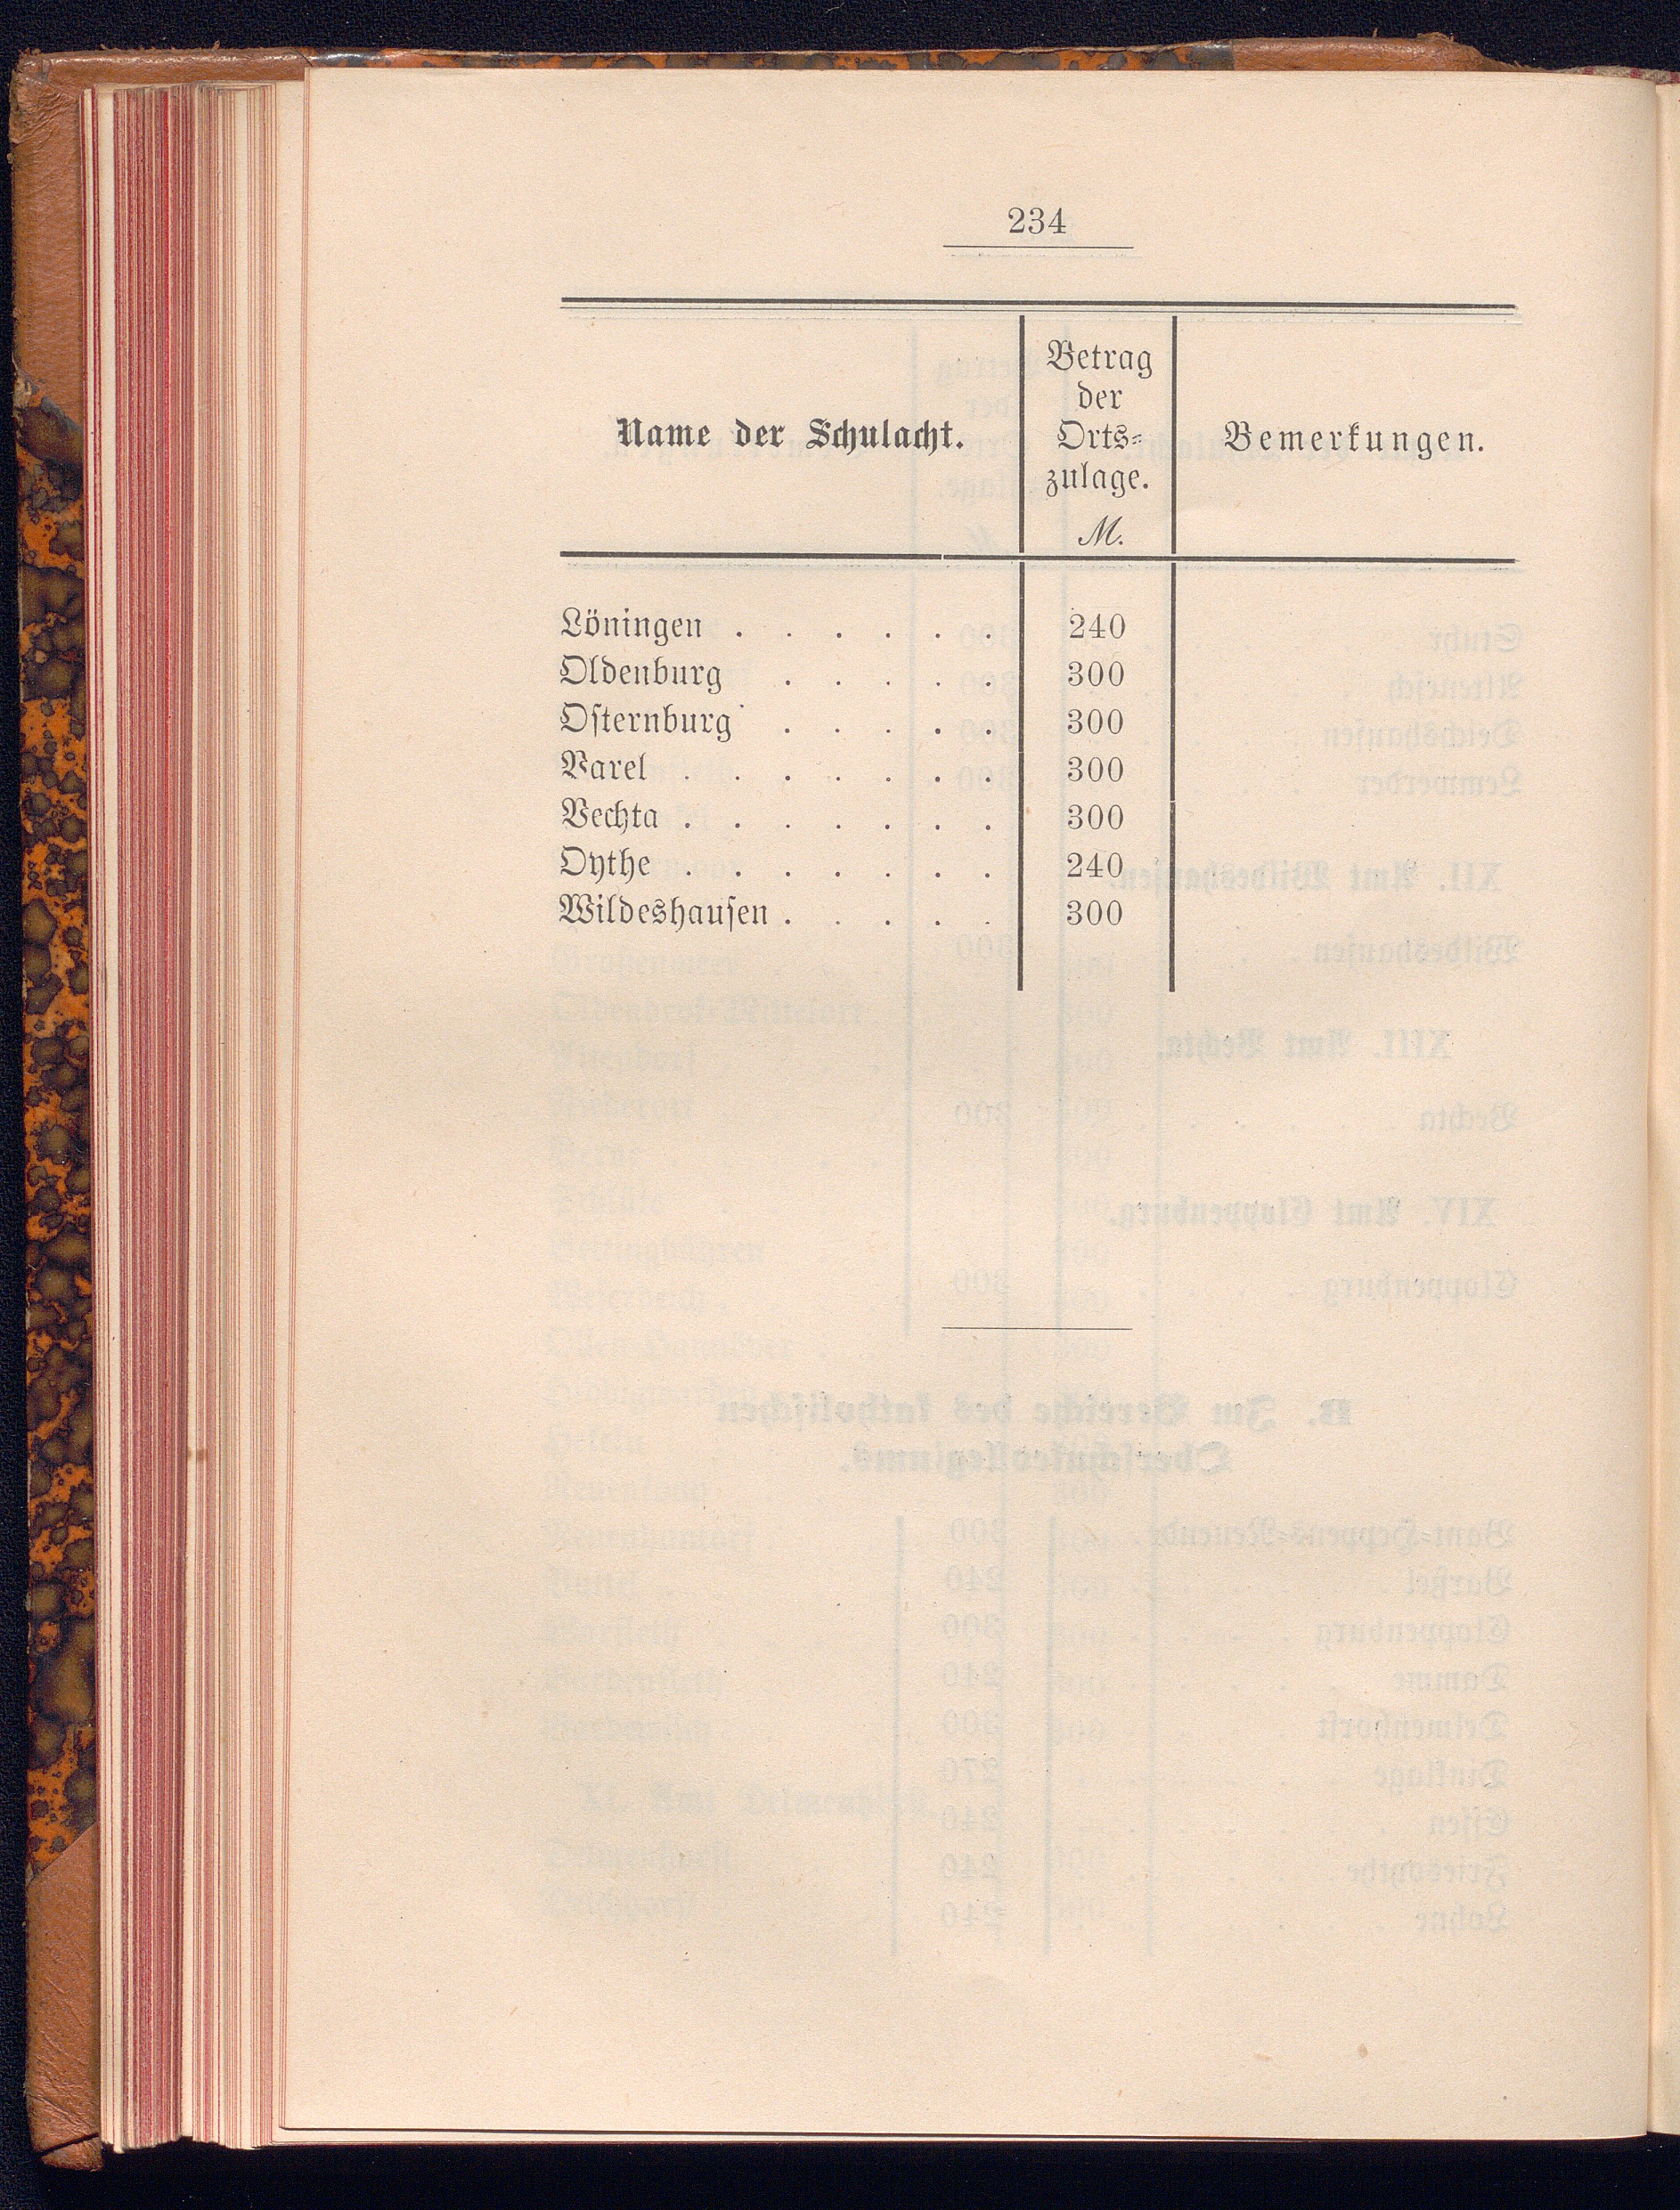 234
Name der Schulacht.
Betrag
der
Orts-
zulage.
M.
Bemerkungen.
Löningen . . . . . . 240
Oldenburg . . . . . 300
Osternburg . . . . . 300
Varel . . . . . . . 300
Vechta . . . . . . . 300
Oythe . . . . . . . 240
Wildeshausen . . . . . 300